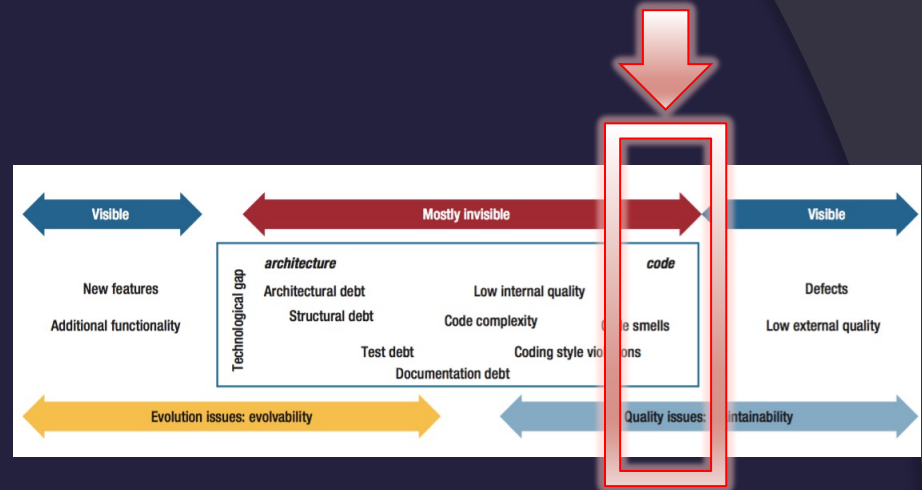 Visible
Mostly invisible
Visible
Technological gap
architecture
code
New features
Architectural debt
Low internal quality
Defects
Additional functionality
Structural debt
Code complexity
smells
Low external quality
Test debt
Coding style
Documentation debt
Evolution issues: evolvability
Quality issues: